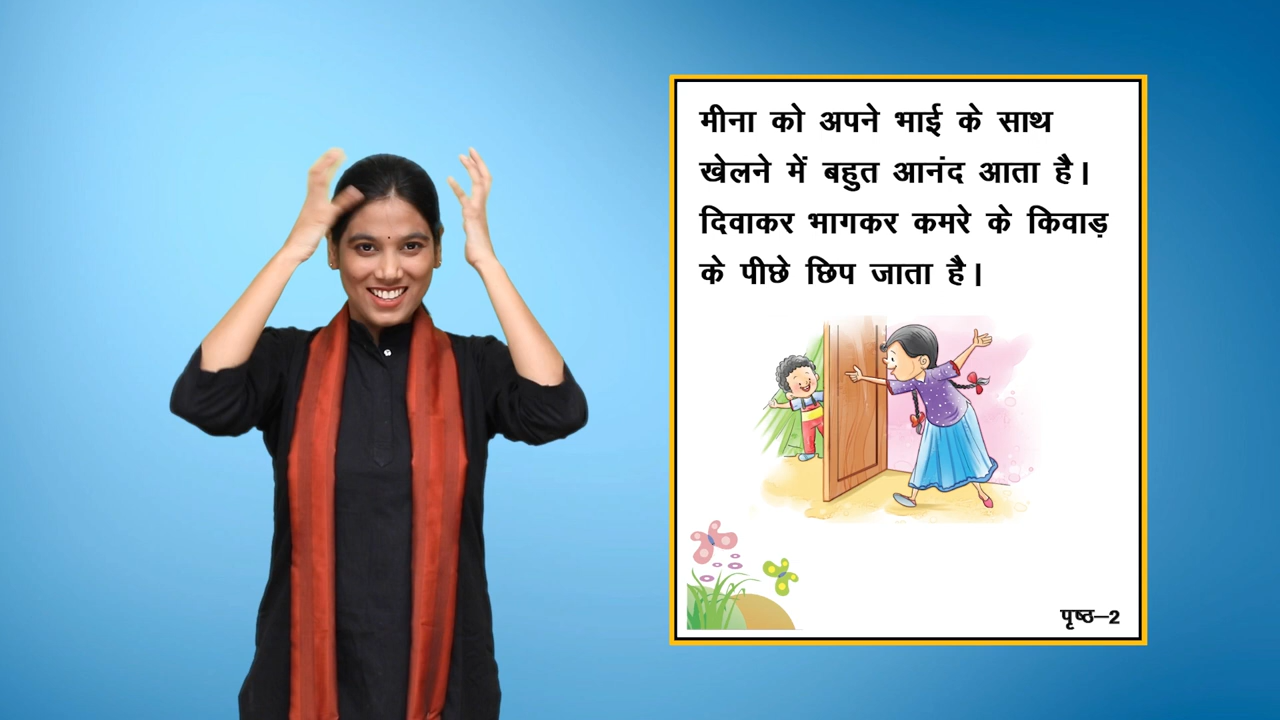 मीना को अपने भाई के साथ
खेलने में बहुत आनंद आता है।
दिवाकर भागकर कमरे के किवाड़
के पीछे छिप जाता है।
पृष्ठ–2